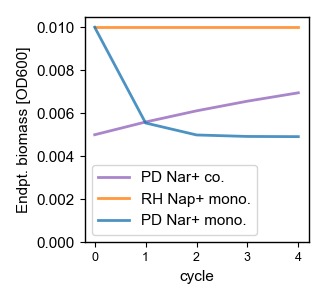 Endpt. biomass [OD600]
0.010
0.008
0.006
0.004
0.002
0.000
PD Nar+ co.
RH Nap+ mono.
PD Nar+ mono.
0 1 2 3 4
cycle